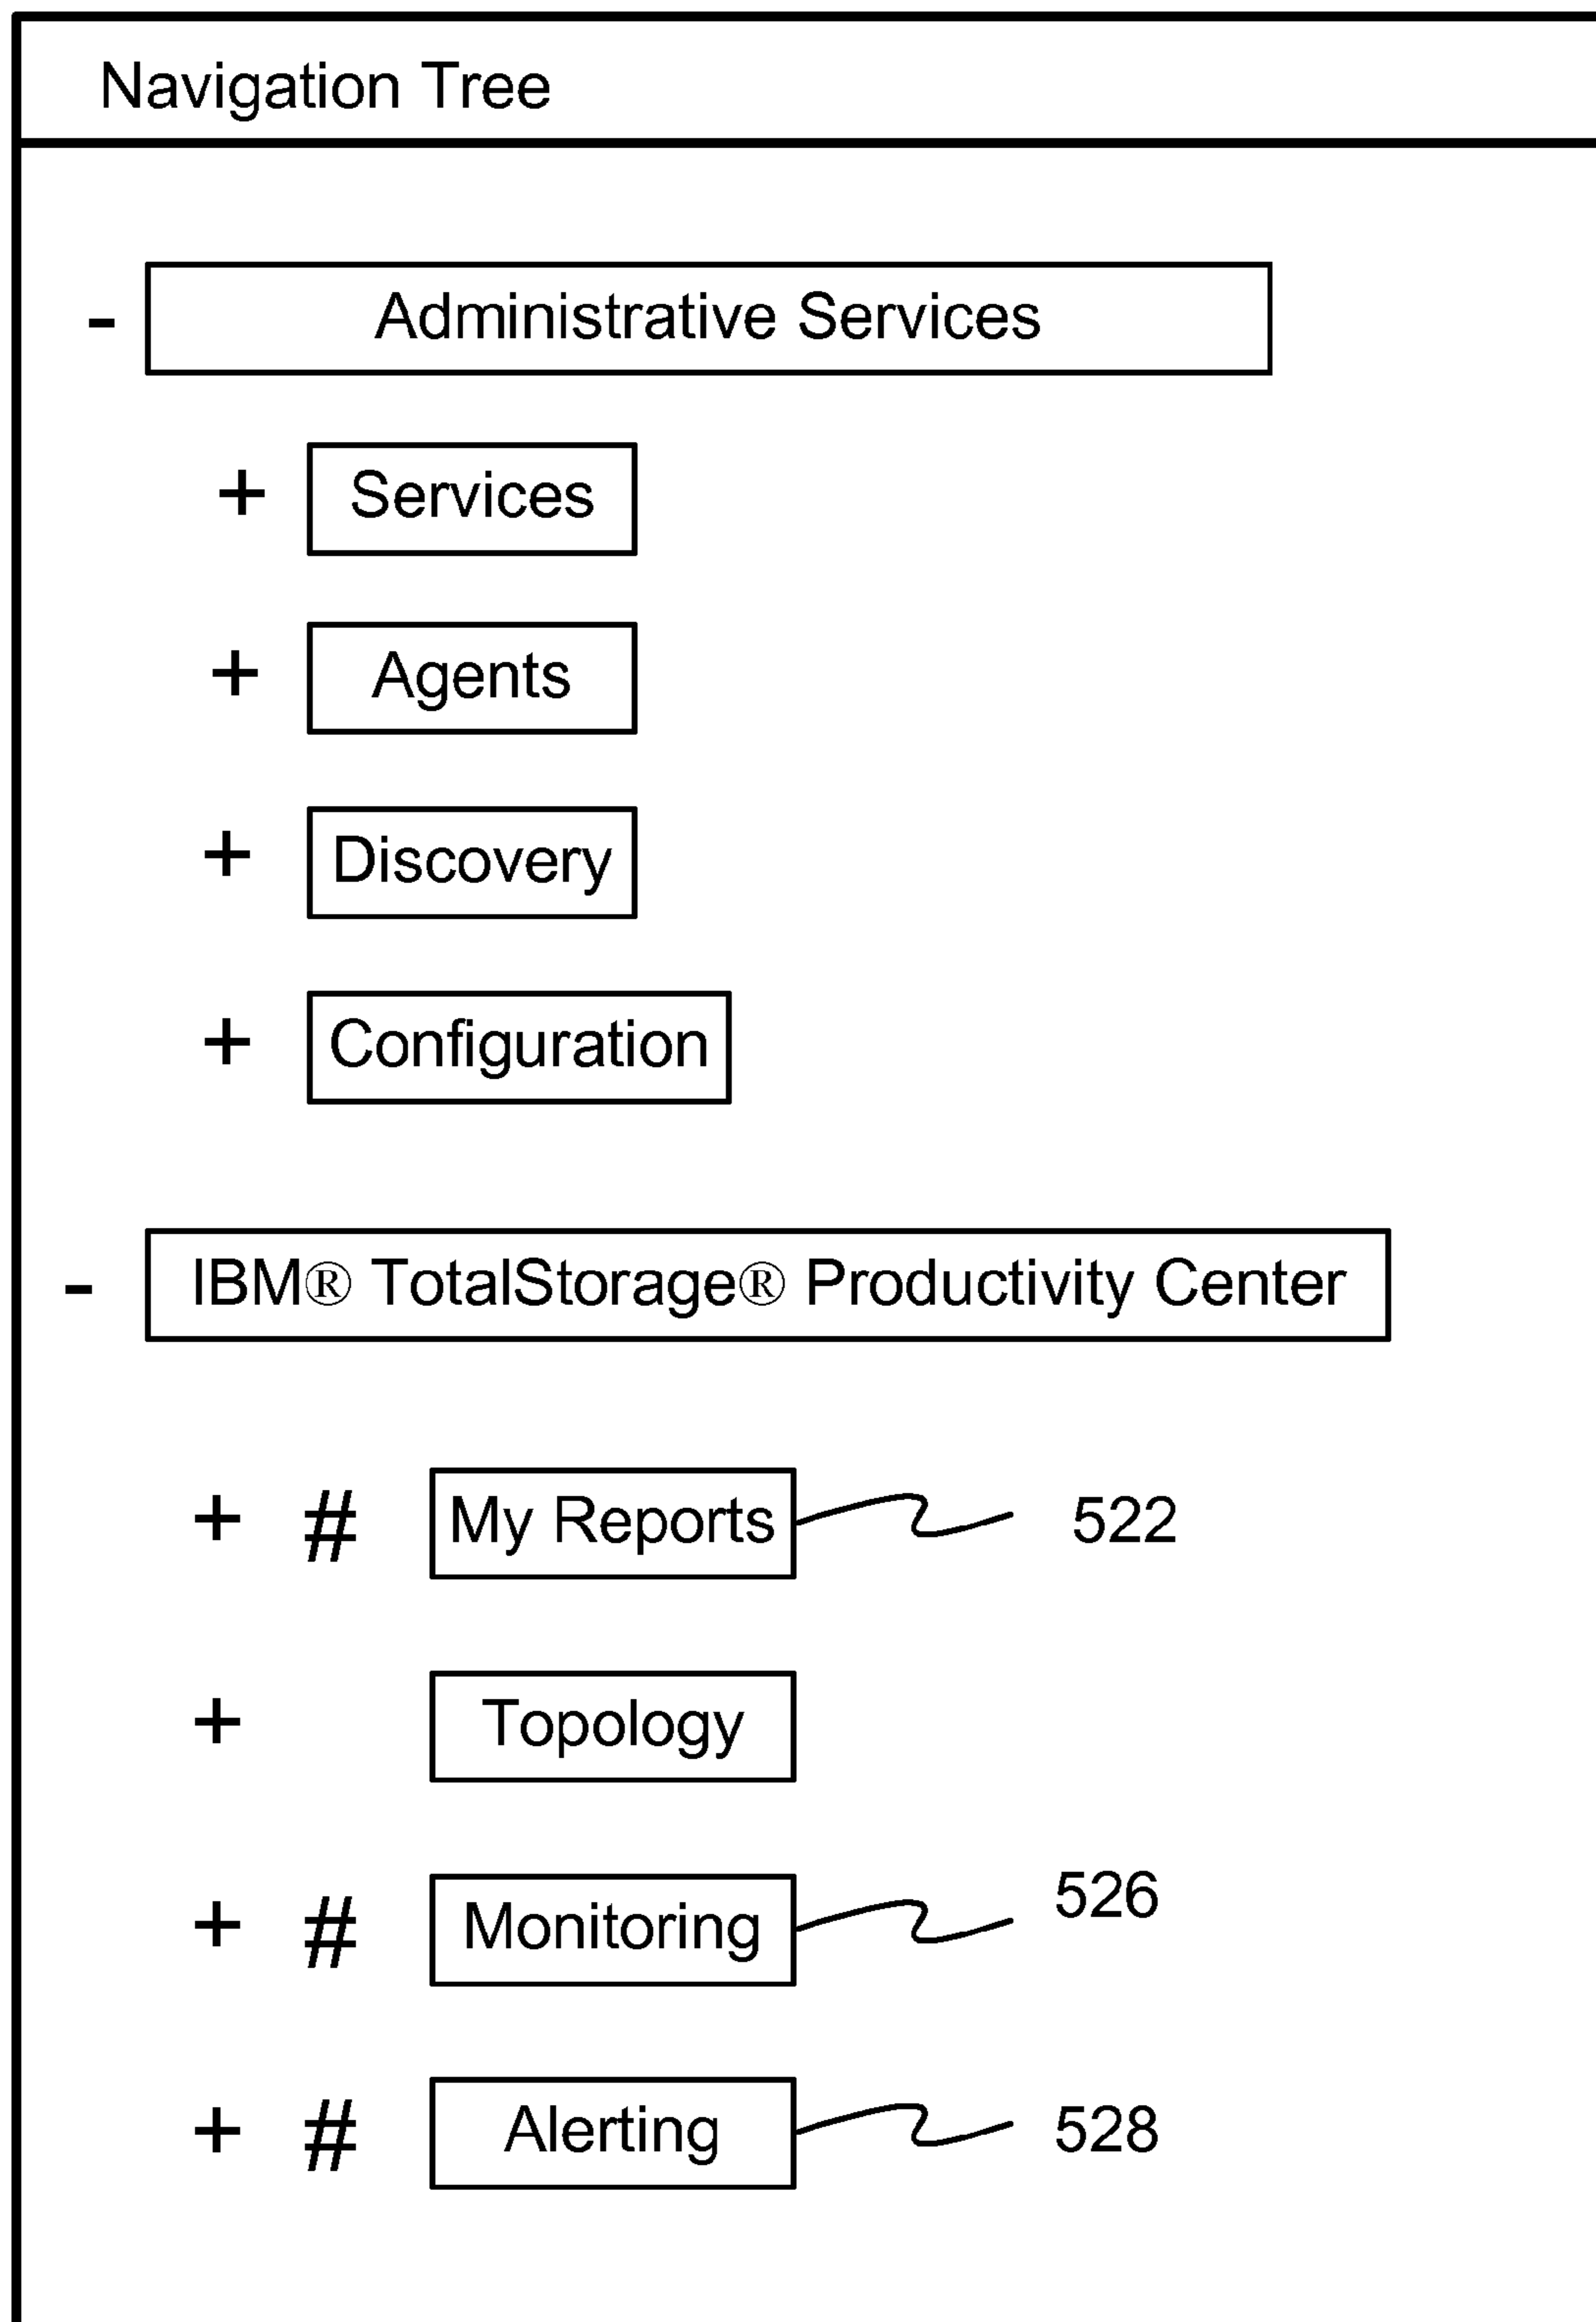 Navigation Tree
- Administrative Services
+ Services
+ Agents
+ Discovery
+ Configuration
- IBM® TotalStorage® Productivity Center
+ # My Reports 522
+ Topology
+ # Monitoring 526
+ # Alerting 528